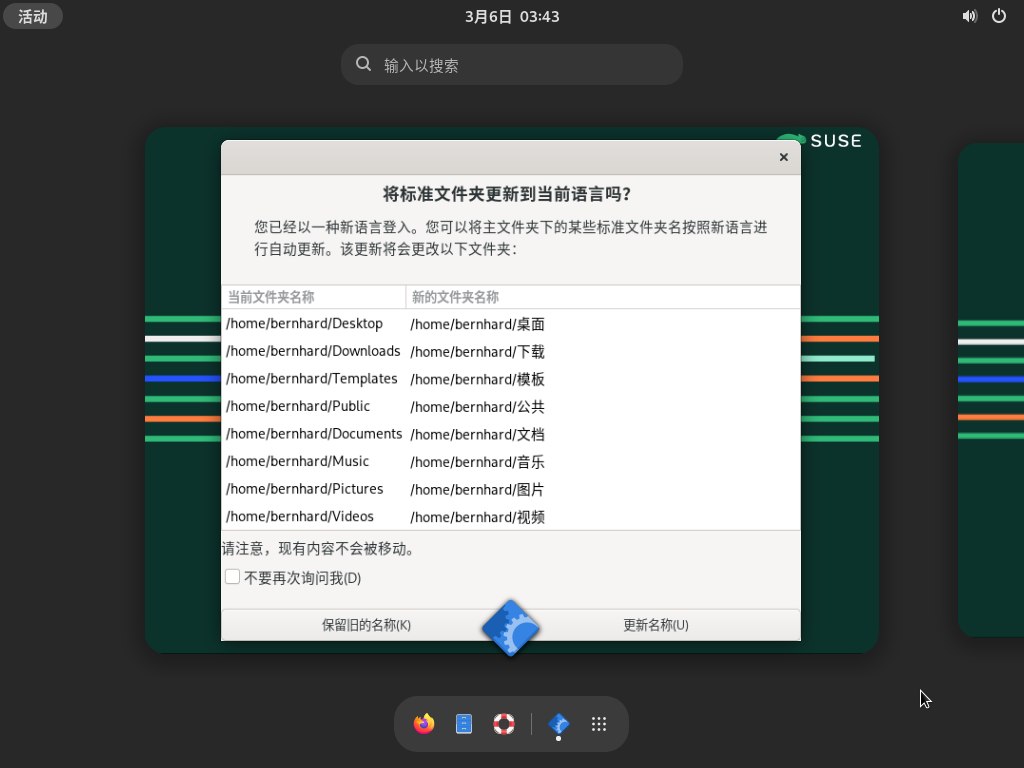 活动
3月6日 03:43
输入以搜索
SUSE
将标准文件夹更新到当前语言吗？
您已经以一种新语言登入。您可以将主文件夹下的某些标准文件夹名按照新语言进
行自动更新。该更新将会更改以下文件夹：
当前文件夹名称 新的文件夹名称
/home/bernhard/Desktop /home/bernhard/桌面
/home/bernhard/Downloads /home/bernhard/下载
/home/bernhard/Templates /home/bernhard/模板
/home/bernhard/Public /home/bernhard/公共
/home/bernhard/Documents /home/bernhard/文档
/home/bernhard/Music /home/bernhard/音乐
/home/bernhard/Pictures /home/bernhard/图片
/home/bernhard/Videos /home/bernhard/视频
请注意，现有内容不会被移动。
不要再次询问我(D)
保留旧的名称(K) 更新名称(U)